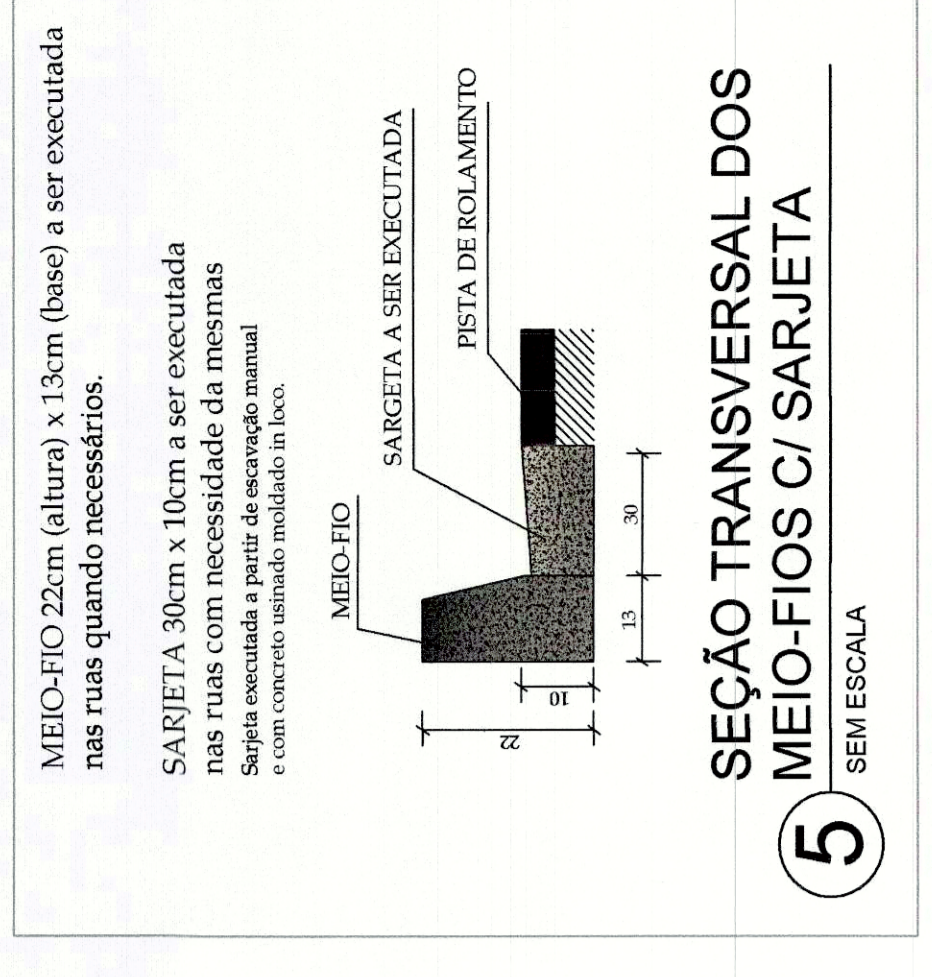 MEIO-FIO 22cm (altura) x 13cm (base) a ser executada
nas ruas quando necessários.
SARJETA 30cm x 10cm a ser executada
nas ruas com necessidade da mesmas
Sarjeta executada a partir de escavação manual
e com concreto usinado moldado in loco.
MEIO-FIO
SARGETA A SER EXECUTADA
PISTA DE ROLAMENTO
22
10
13
30
SEÇÃO TRANSVERSAL DOS
MEIO-FIOS C/ SARJETA
5
SEM ESCALA